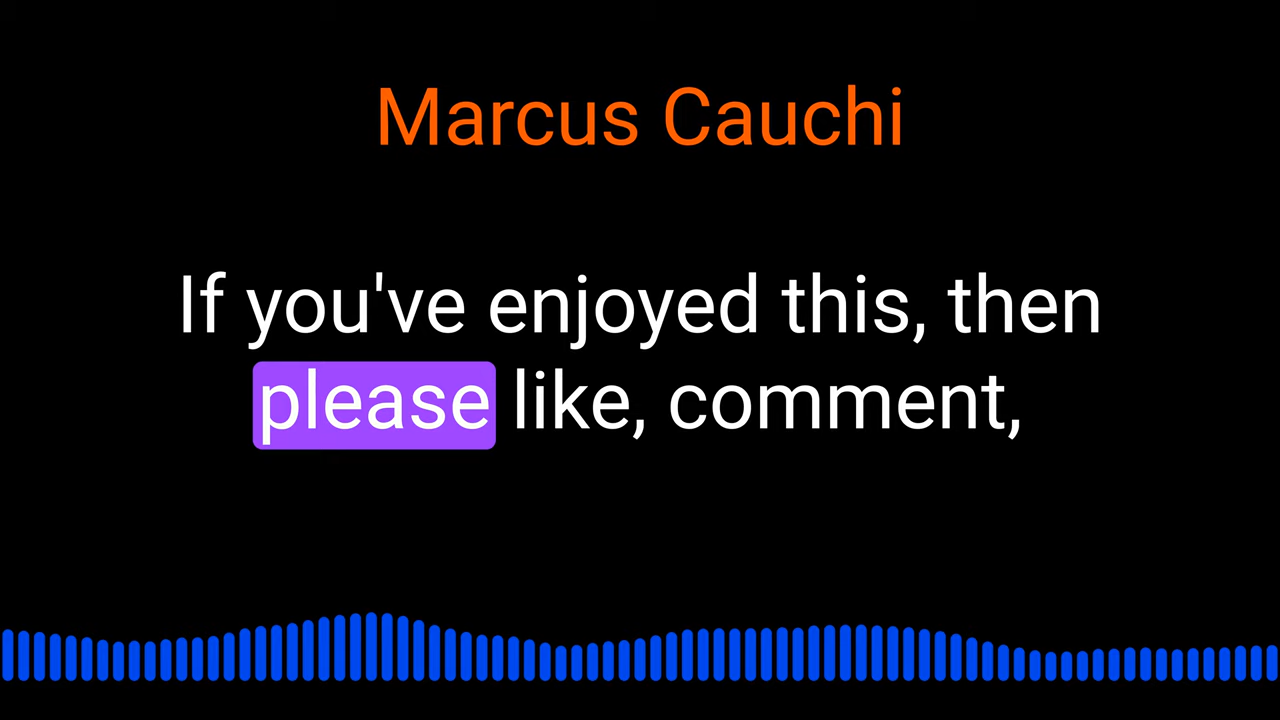 Marcus Cauchi
If you've enjoyed this, then
please like, comment,